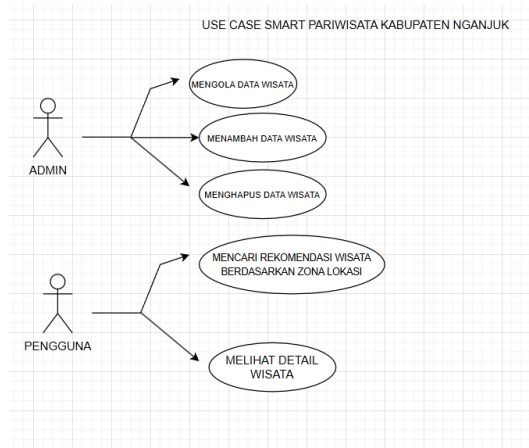 USE CASE SMART PARIWISATA KABUPATEN NGANJUK
MENGOLA DATA WISATA
MENAMBAH DATA WISATA
ADMIN
MENGHAPUS DATA WISATA
MENCARI REKOMENDASI WISATA
BERDASARKAN ZONA LOKASI
PENGGUNA
MELIHAT DETAIL
WISATA